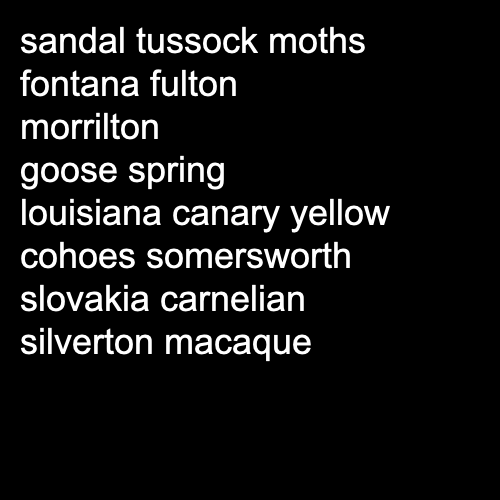 sandal tussock moths
fontana fulton
morrilton
goose spring
louisiana canary yellow
cohoes somersworth
slovakia carnelian
silverton macaque